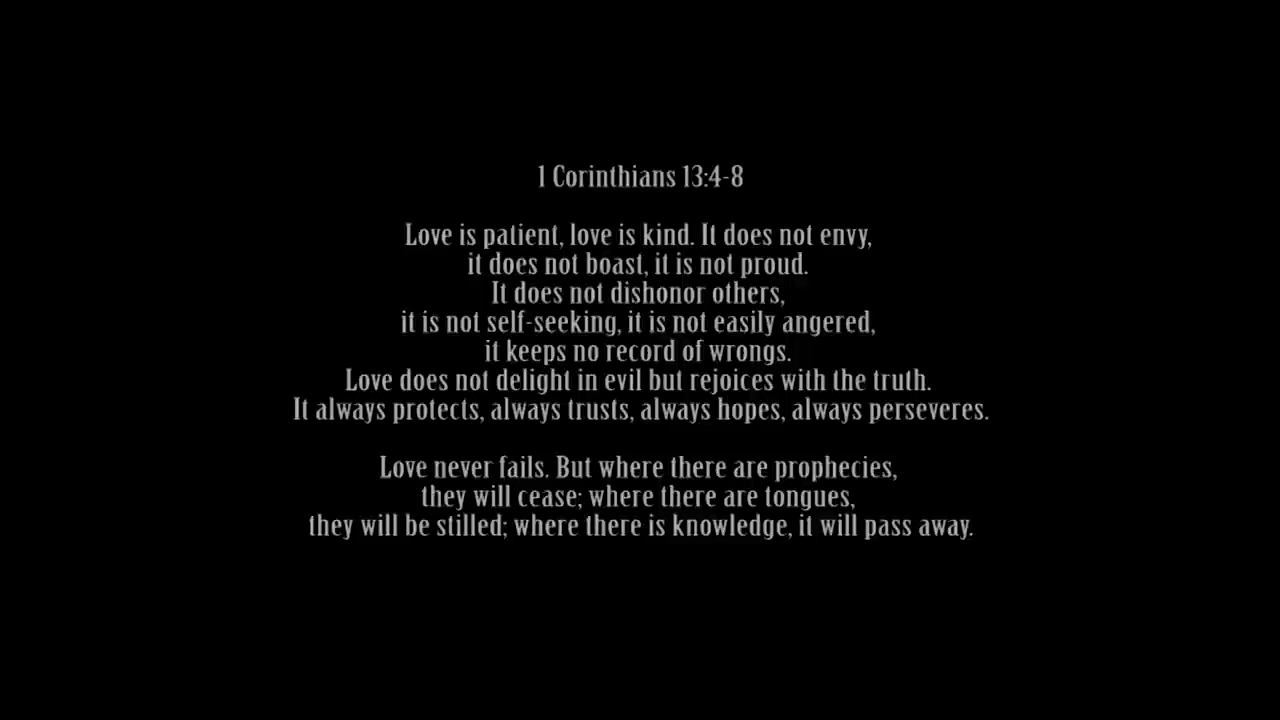 1 Corinthians 13:4-8
Love is patient, love is kind. It does not envy,
it does not boast, it is not proud.
It does not dishonor others,
it is not self-seeking, it is not easily angered,
it keeps no record of wrongs.
Love does not delight in evil but rejoices with the truth.
It always protects, always trusts, always hopes, always perseveres.
Love never fails. But where there are prophecies,
they will cease; where there are tongues,
they will be stilled; where there is knowledge, it will pass away.